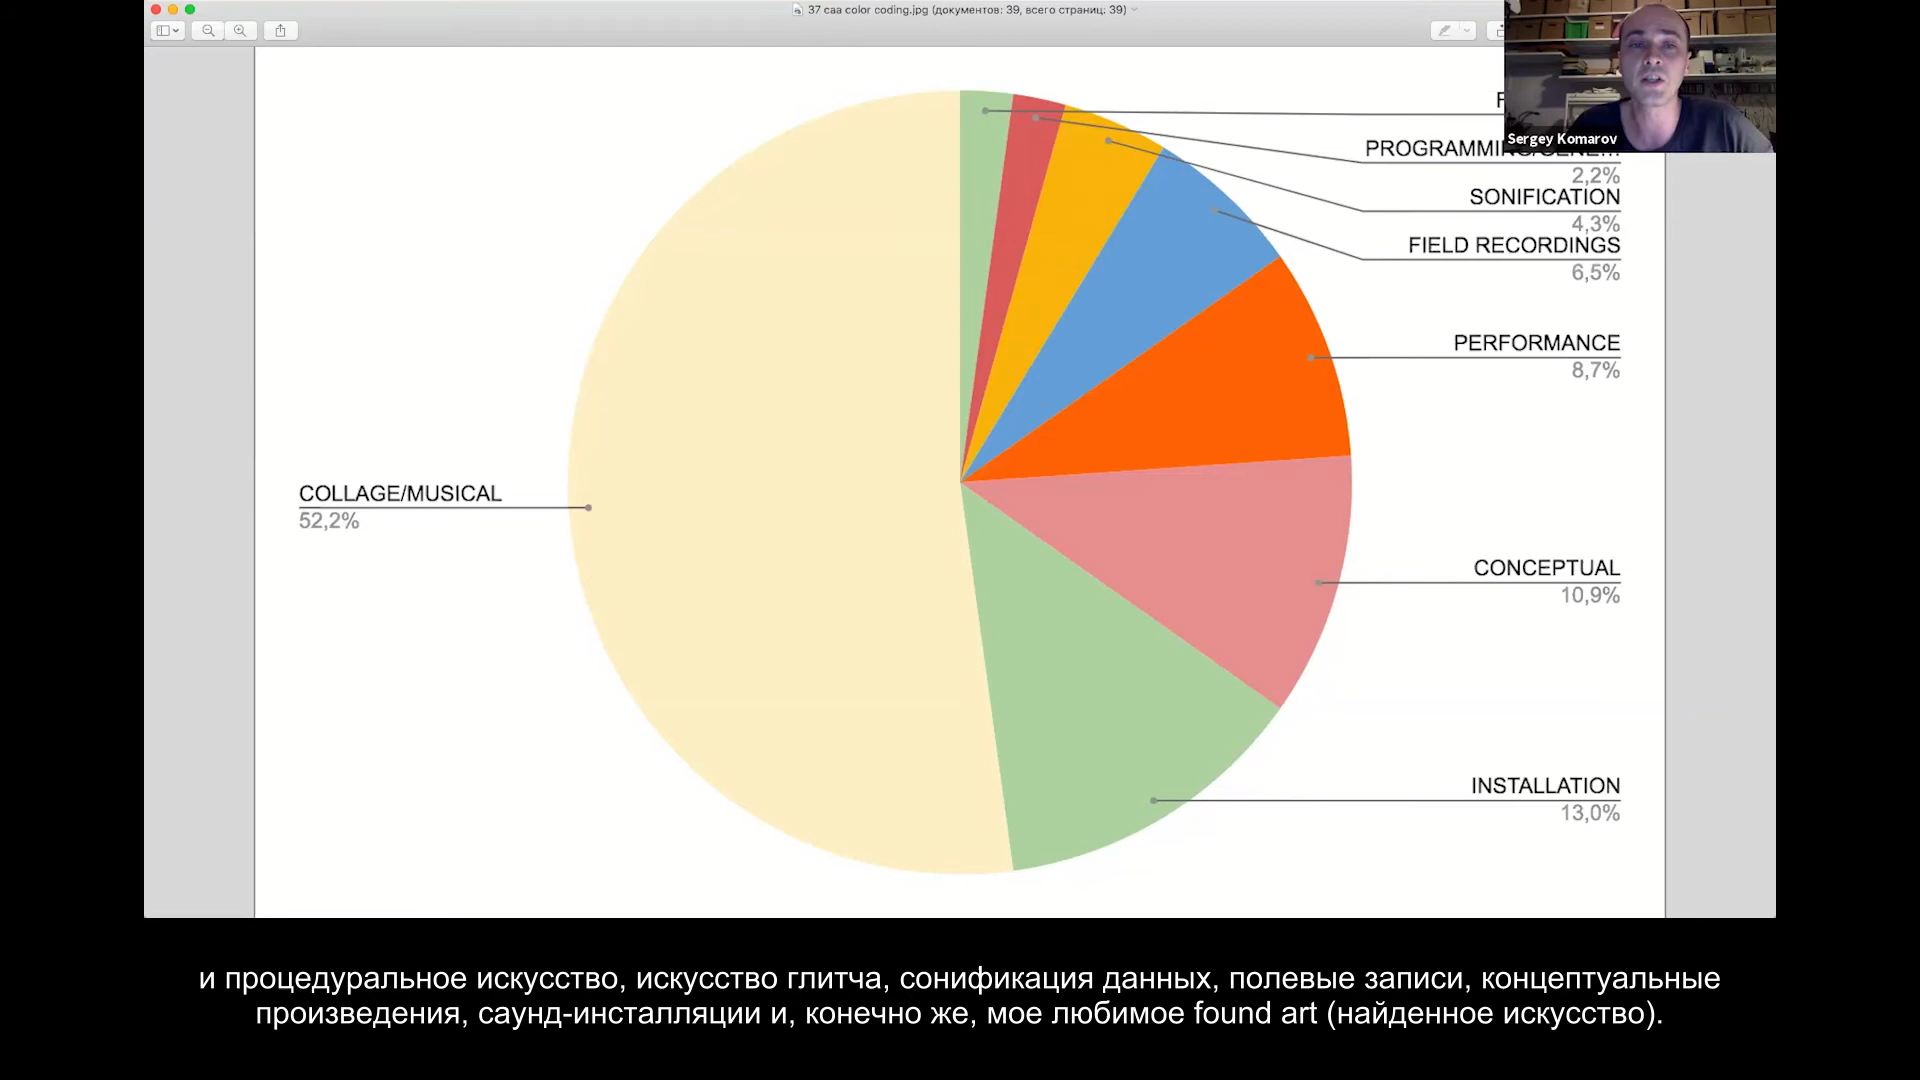 37 caa color coding.jpg (документов: 39, всего страниц: 39)
Sergey Komarov
2,2%
SONIFICATION
4,3%
FIELD RECORDINGS
6,5%
PERFORMANCE
8,7%
COLLAGE/MUSICAL
52,2%
CONCEPTUAL
10,9%
INSTALLATION
13,0%
и процедуральное искусство, искусство глитча, сонификация данных, полевые записи, концептуальные
произведения, саунд-инсталляции и, конечно же, мое любимое found art (найденное искусство).